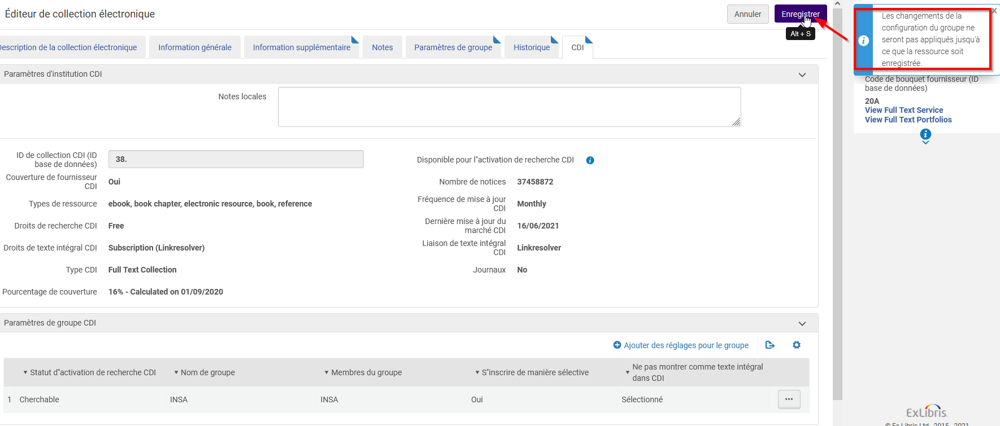 Éditeur de collection électronique
Annuler
Enregistrer
Alt + S
Description de la collection électronique
Information générale
Information supplémentaire
Notes
Paramètres de groupe
Historique
CDI
Les changements de la
configuration du groupe ne
seront pas appliqués jusqu'à
ce que la ressource soit
enregistrée.
Code de bouquet fournisseur (ID
base de données)
20A
View Full Text Service
View Full Text Portfolios
Paramètres d'institution CDI
Notes locales
ID de collection CDI (ID
base de données)
38.
Disponible pour l"activation de recherche CDI
Couverture de fournisseur
CDI
Oui
Nombre de notices
37458872
Types de ressource
ebook, book chapter, electronic resource, book, reference
Fréquence de mise à jour
CDI
Monthly
Droits de recherche CDI
Free
Dernière mise à jour du
marché CDI
16/06/2021
Droits de texte intégral CDI
Subscription (Linkresolver)
Liaison de texte intégral
CDI
Linkresolver
Type CDI
Full Text Collection
Journaux
No
Pourcentage de couverture
16% - Calculated on 01/09/2020
Paramètres de groupe CDI
Ajouter des réglages pour le groupe
Statut d"activation de recherche CDI
Nom de groupe
Membres du groupe
S"inscrire de manière sélective
Ne pas montrer comme texte intégral
dans CDI
1
Cherchable
INSA
INSA
Oui
Sélectionné
ExLibris
© Ex Libris Ltd., 2015 - 2021